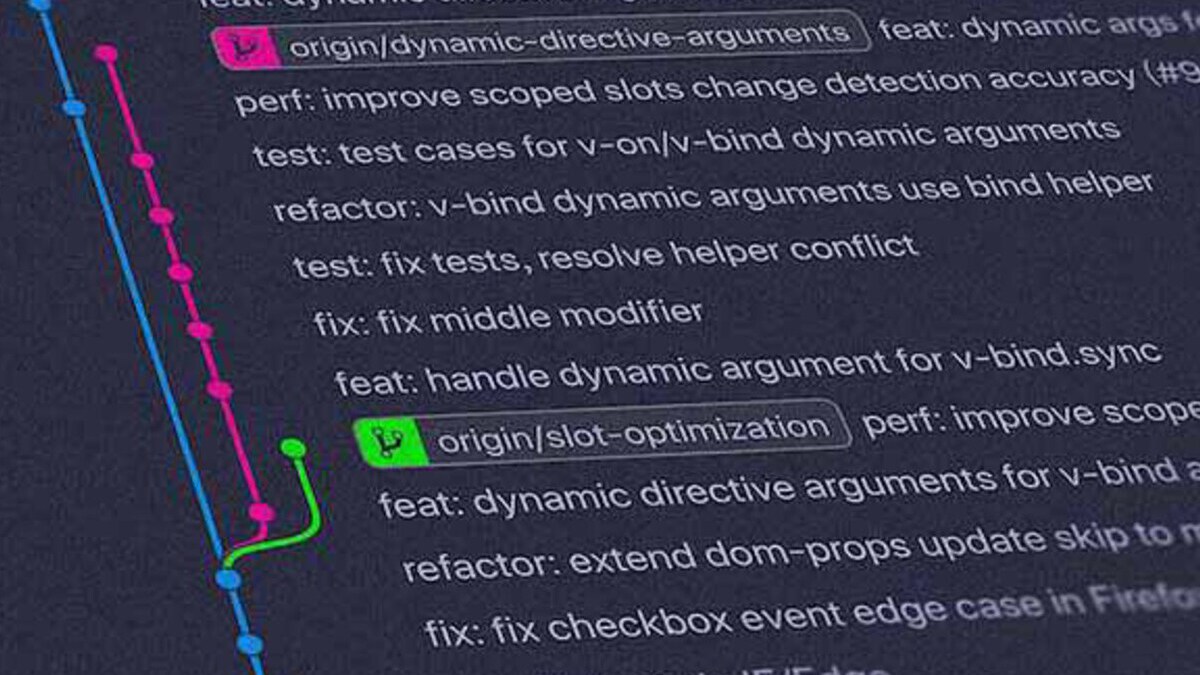 feat: dynamic
origin/dynamic-directive-arguments feat: dynamic args
perf: improve scoped slots change detection accuracy (#9
test: test cases for v-on/v-bind dynamic arguments
refactor: v-bind dynamic arguments use bind helper
test: fix tests, resolve helper conflict
fix: fix middle modifier
feat: handle dynamic argument for v-bind.sync
origin/slot-optimization perf: improve scope
feat: dynamic directive arguments for v-bind a
refactor: extend dom-props update skip to
fix: fix checkbox event edge case in Firefo
IE/Edge